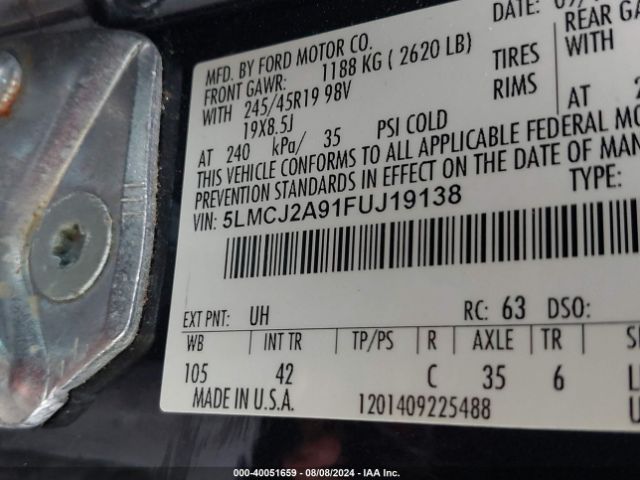 DATE:
MFD. BY FORD MOTOR CO. REAR
FRONT GAWR: 1188 KG ( 2620 LB) WITH
WITH 245/45R19 98V TIRES
19X8.5J RIMS
AT 240 kPa/ 35 PSI COLD AT
THIS VEHICLE CONFORMS TO ALL APPLICABLE FEDERAL
PREVENTION STANDARDS IN EFFECT ON THE DATE OF
VIN: 5LMCJ2A91FUJ19138 TYPE:
EXT PNT: UH RC: 63 DSO:
WB INT TR TP/PS R AXLE TR
105 42 C 35 6
MADE IN U.S.A. 1201409225488
000-40051659 - 08/08/2024 - IAA Inc.